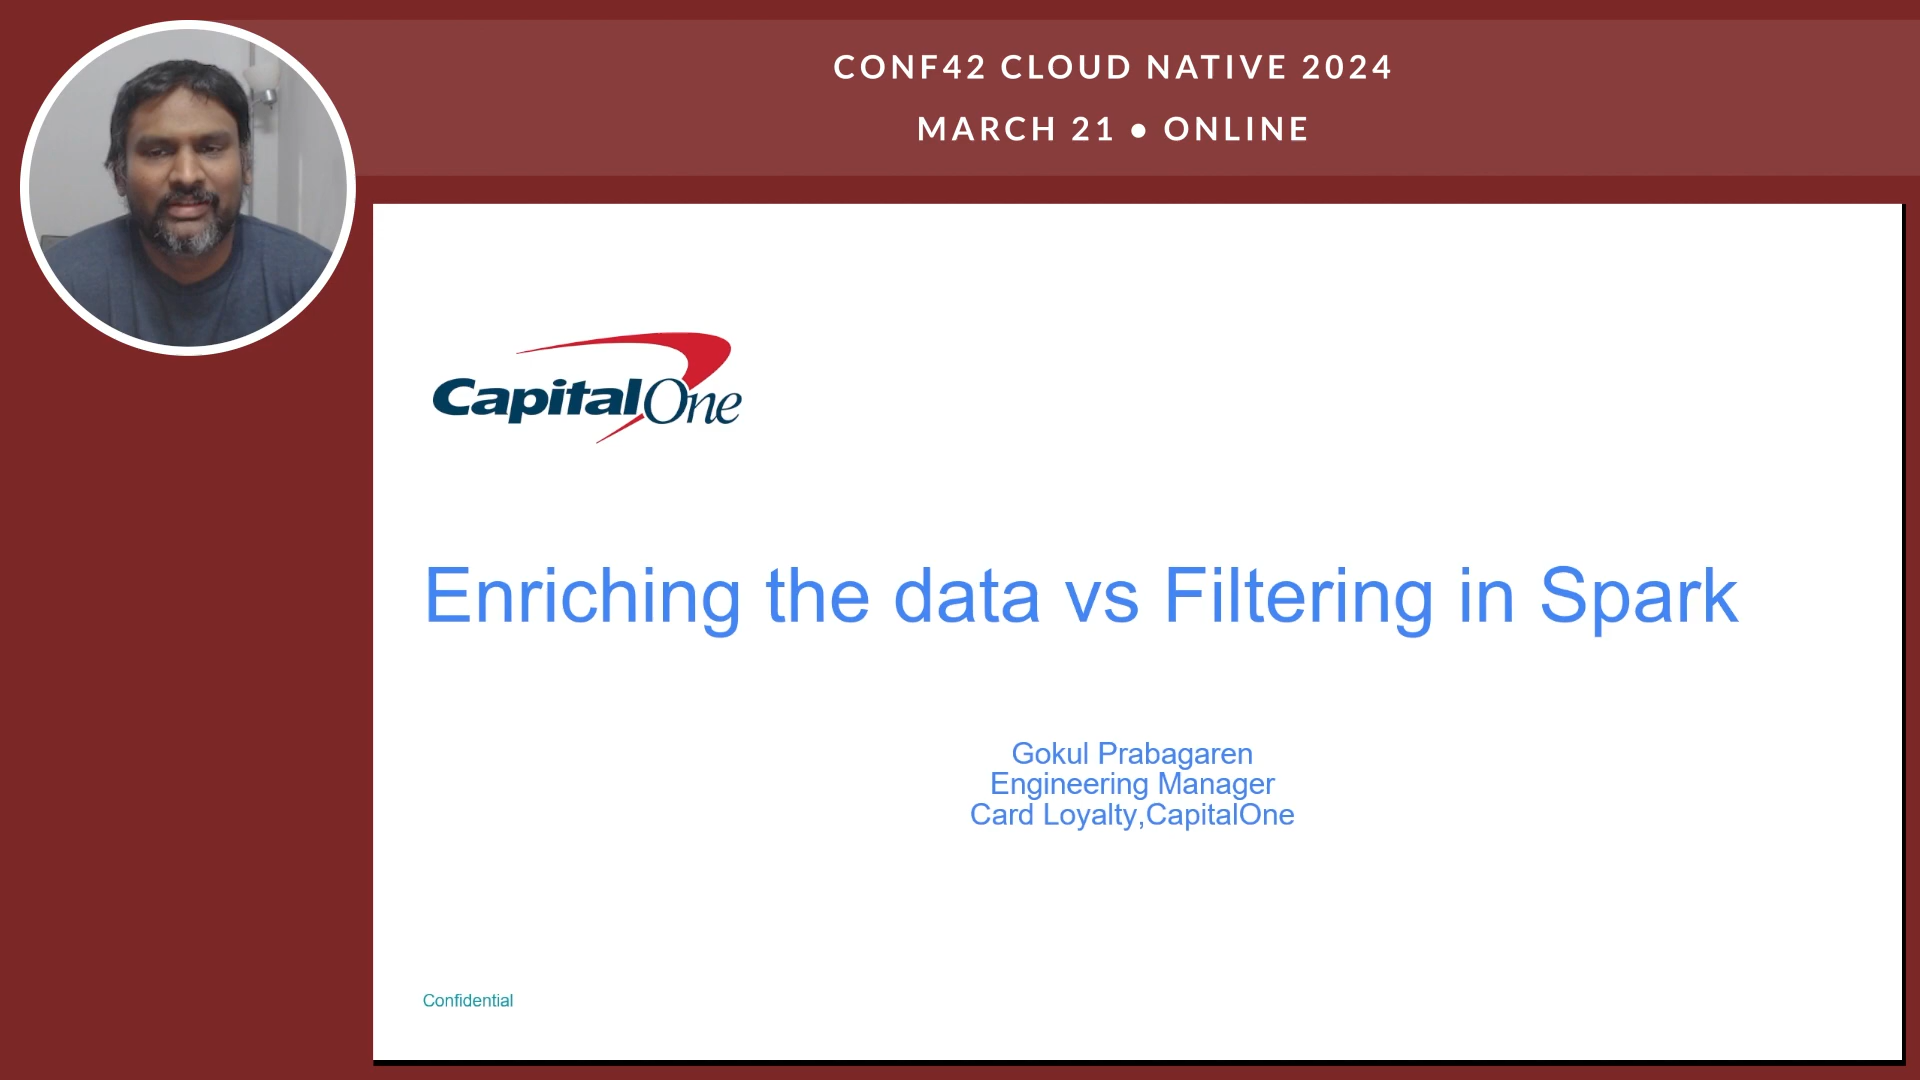 CONF42 CLOUD NATIVE 2024
MARCH 21 • ONLINE
CapitalOne
Enriching the data vs Filtering in Spark
Gokul Prabagaren
Engineering Manager
Card Loyalty,CapitalOne
Confidential